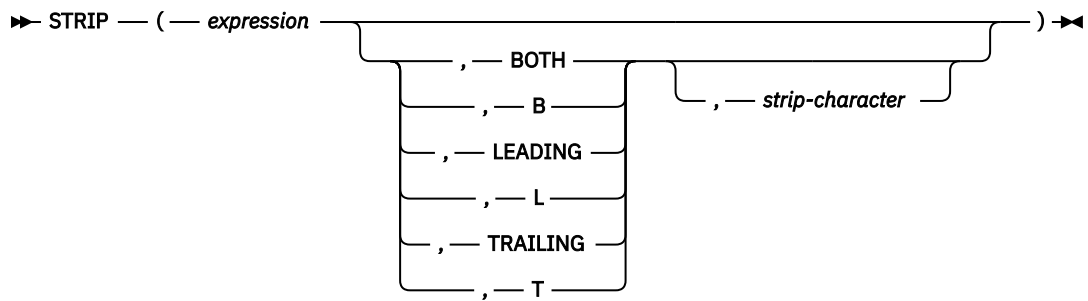 STRIP ( expression )
, BOTH
, B
, strip-character
, LEADING
, L
, TRAILING
, T